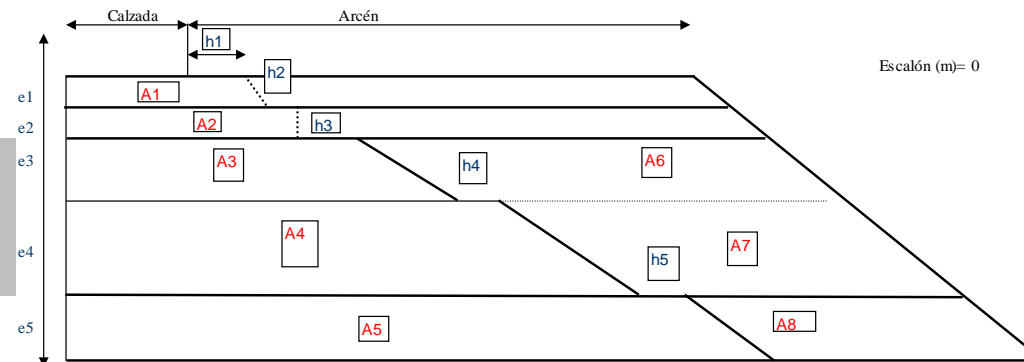 Calzada
Arcén
h1
h2
Escalón (m)= 0
e1
A1
e2
A2
h3
e3
A3
h4
A6
e4
A4
h5
A7
e5
A5
A8